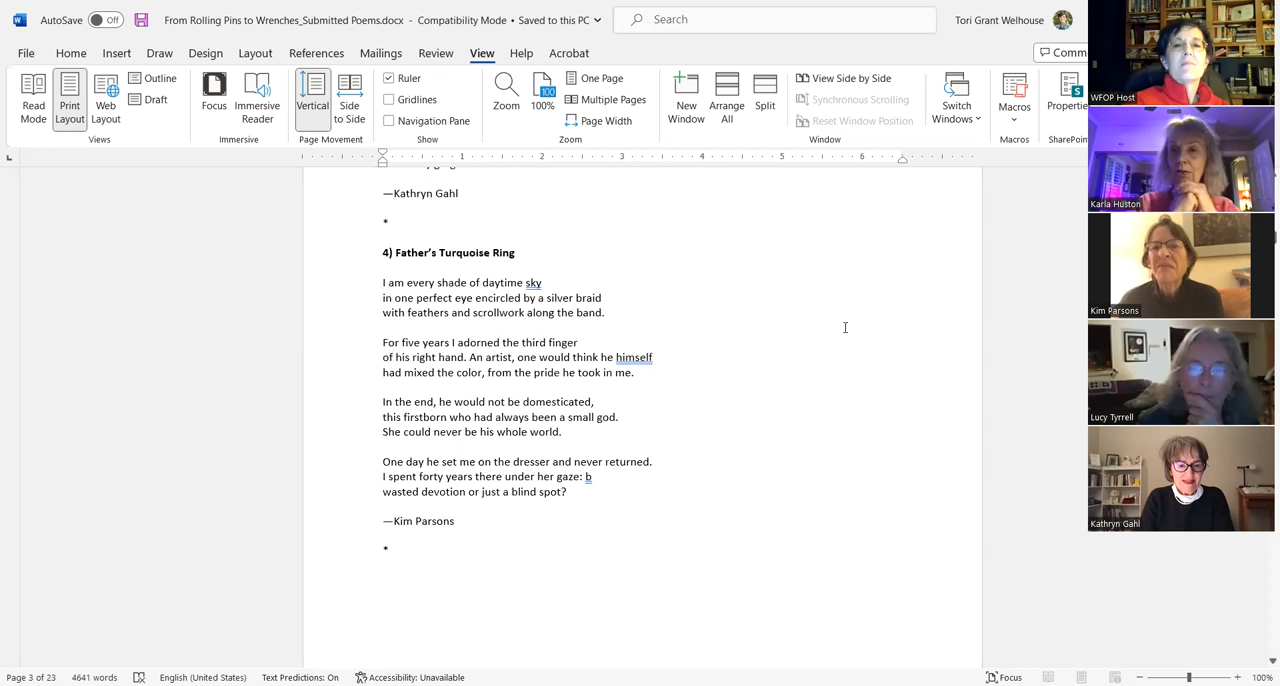 AutoSave Off From Rolling Pins to Wrenches_Submitted Poems.docx - Compatibility Mode • Saved to this PC Search Tori Grant Welhouse
File Home Insert Draw Design Layout References Mailings Review View Help Acrobat Comm
Read Mode
Print Layout
Web Layout
Outline
Draft
Views
Focus
Immersive Reader
Immersive
Vertical
Side to Side
Page Movement
Ruler
Gridlines
Navigation Pane
Show
Zoom
100
100%
One Page
Multiple Pages
Page Width
Zoom
New Window
Arrange All
Split
View Side by Side
Synchronous Scrolling
Reset Window Position
Window
Switch Windows
Macros
Macros
Properties
SharePoint
1 2 3 4 5 6
—Kathryn Gahl
*
4) Father’s Turquoise Ring
I am every shade of daytime sky
in one perfect eye encircled by a silver braid
with feathers and scrollwork along the band.
For five years I adorned the third finger
of his right hand. An artist, one would think he himself
had mixed the color, from the pride he took in me.
In the end, he would not be domesticated,
this firstborn who had always been a small god.
She could never be his whole world.
One day he set me on the dresser and never returned.
I spent forty years there under her gaze: b
wasted devotion or just a blind spot?
—Kim Parsons
*
WFOP Host
Karla Huston
Kim Parsons
Lucy Tyrrell
Kathryn Gahl
Page 3 of 23 4641 words English (United States) Text Predictions: On Accessibility: Unavailable Focus 100%